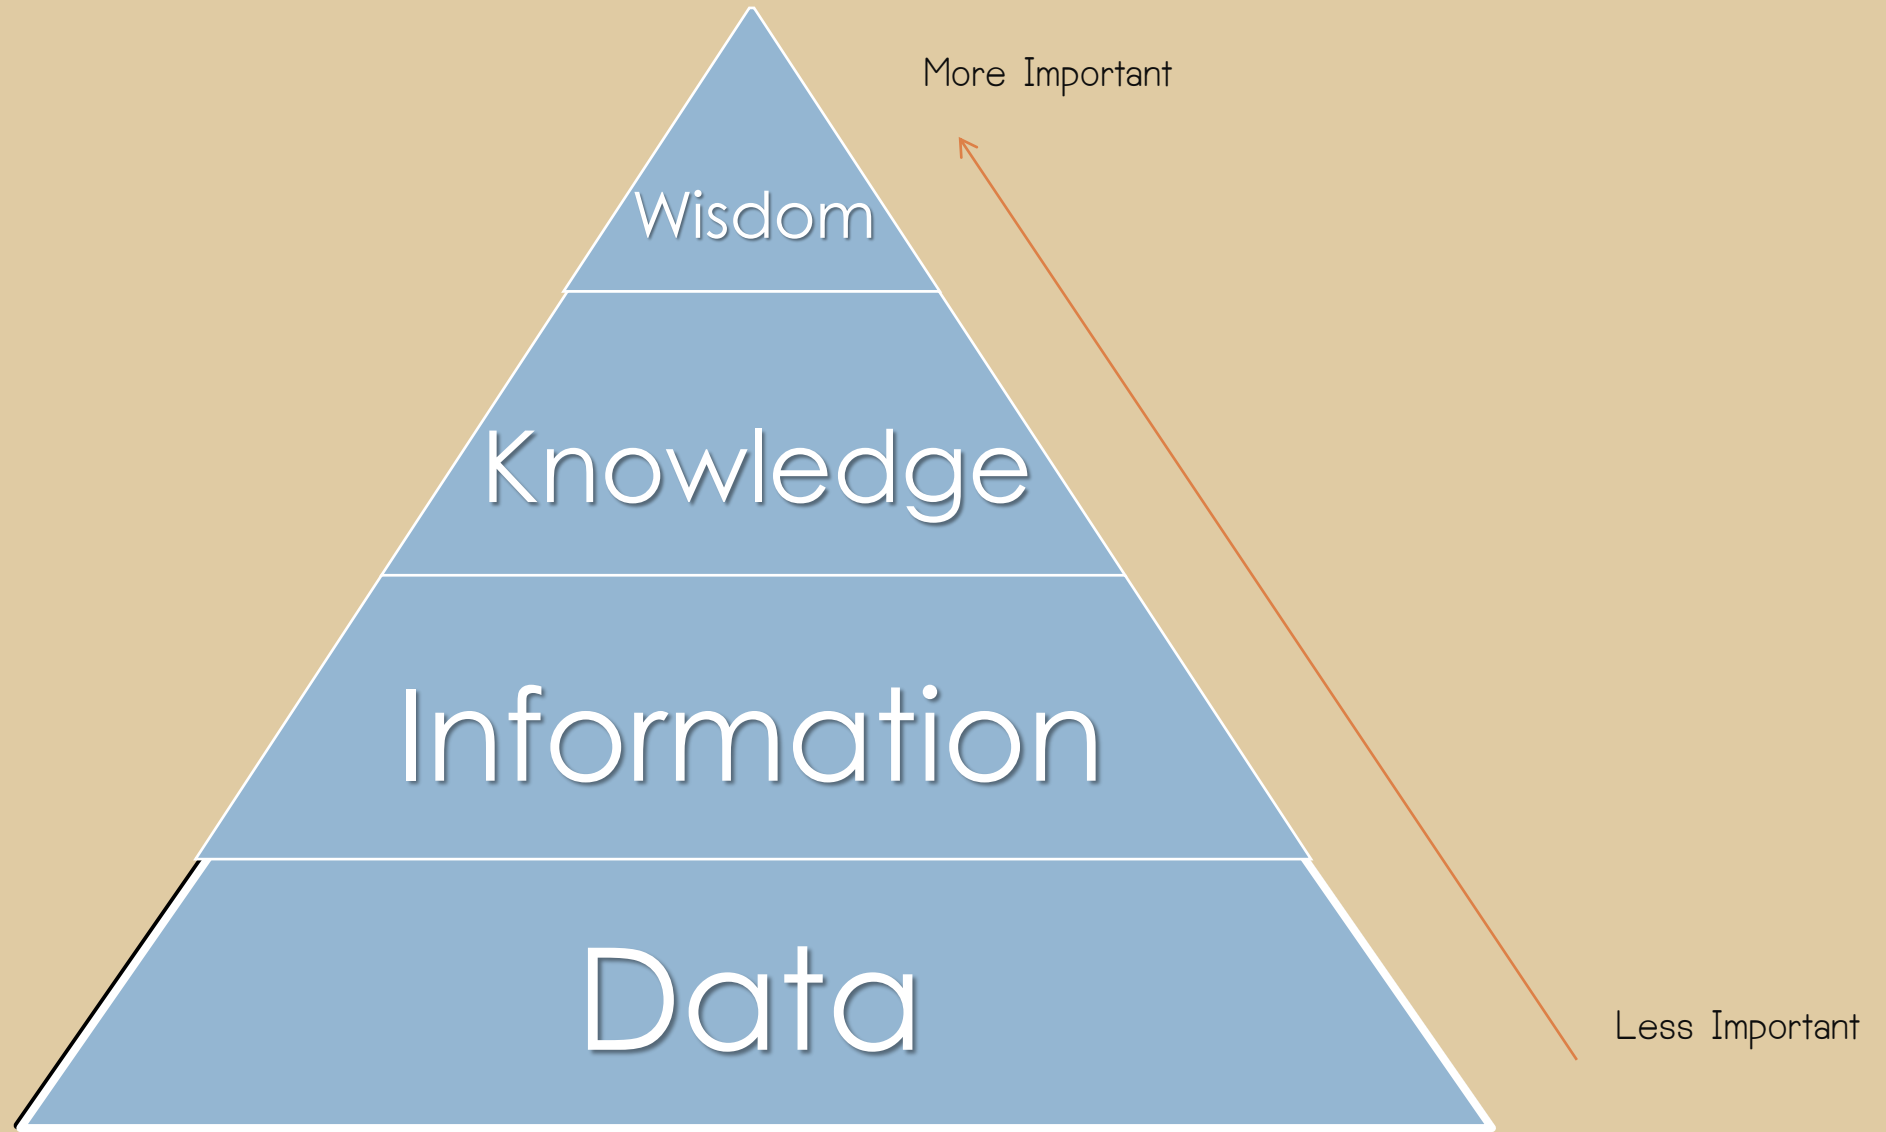 More Important
Wisdom
Knowledge
Information
Data
Less Important